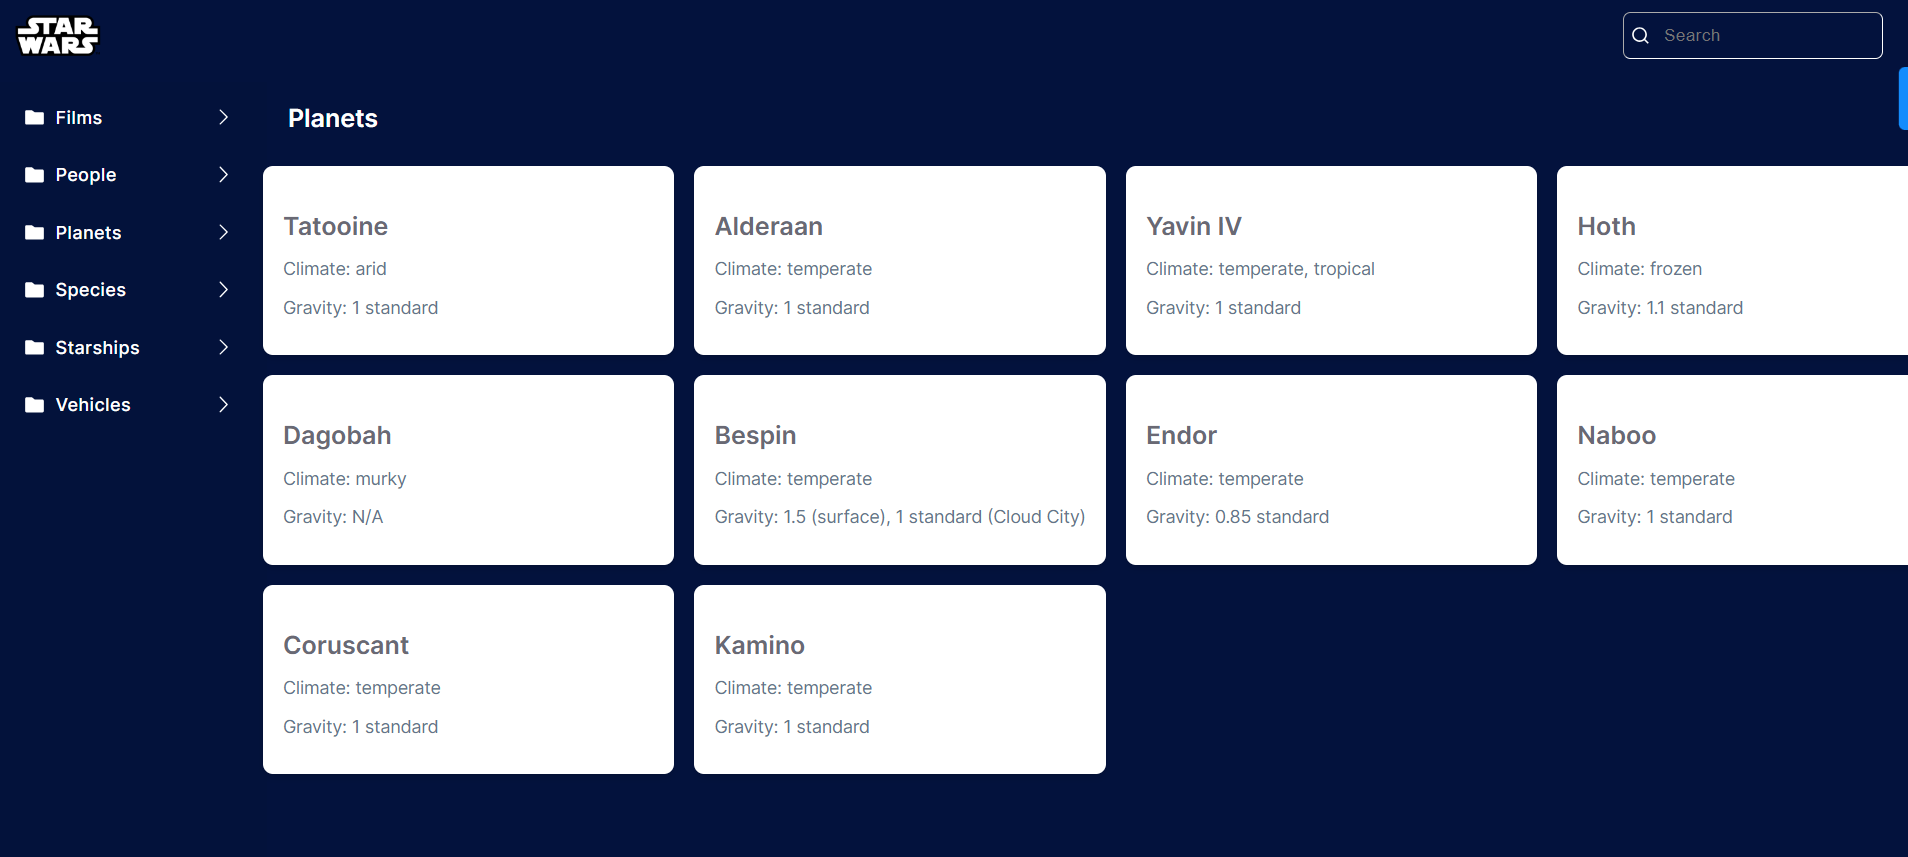 STAR
WARS
Search
Films
People
Planets
Species
Starships
Vehicles
Planets
Tatooine
Climate: arid
Gravity: 1 standard
Alderaan
Climate: temperate
Gravity: 1 standard
Yavin IV
Climate: temperate, tropical
Gravity: 1 standard
Hoth
Climate: frozen
Gravity: 1.1 standard
Dagobah
Climate: murky
Gravity: N/A
Bespin
Climate: temperate
Gravity: 1.5 (surface), 1 standard (Cloud City)
Endor
Climate: temperate
Gravity: 0.85 standard
Naboo
Climate: temperate
Gravity: 1 standard
Coruscant
Climate: temperate
Gravity: 1 standard
Kamino
Climate: temperate
Gravity: 1 standard